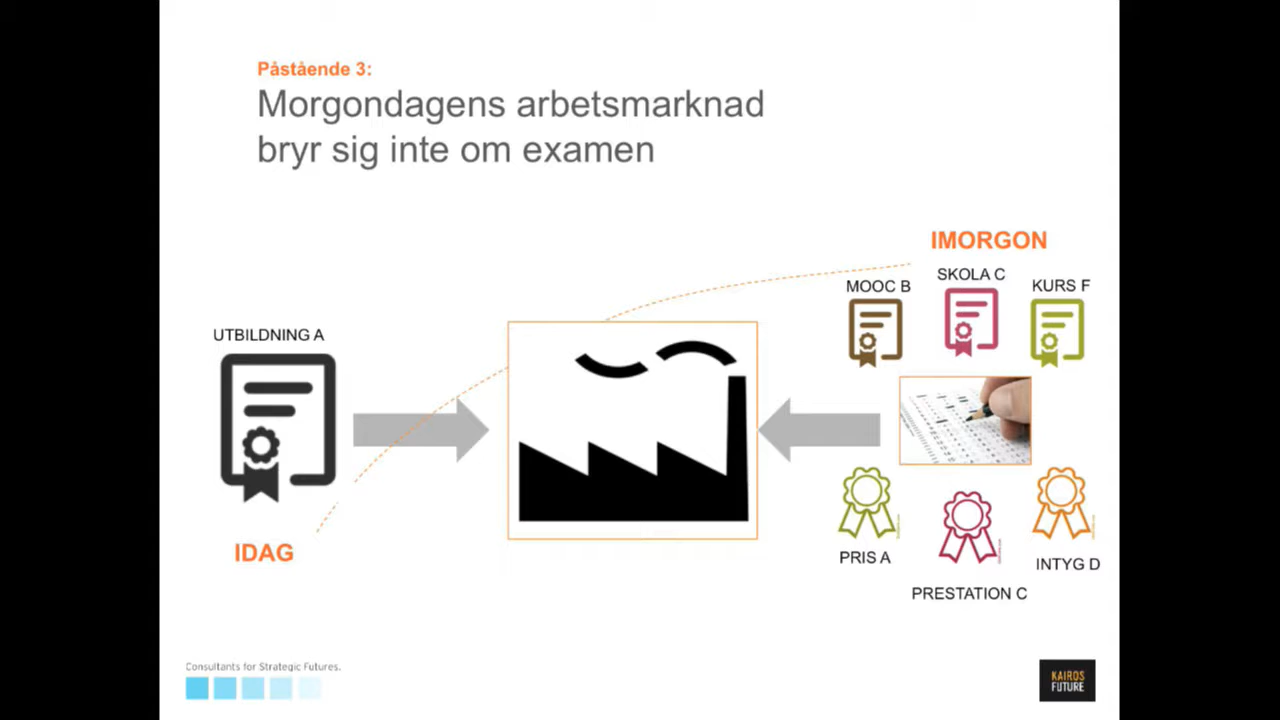 Påstående 3:
Morgondagens arbetsmarknad
bryr sig inte om examen
IMORGON
MOOC B
SKOLA C
KURS F
UTBILDNING A
IDAG
PRIS A
PRESTATION C
INTYG D
Consultants for Strategic Futures.
KAIROS
FUTURE